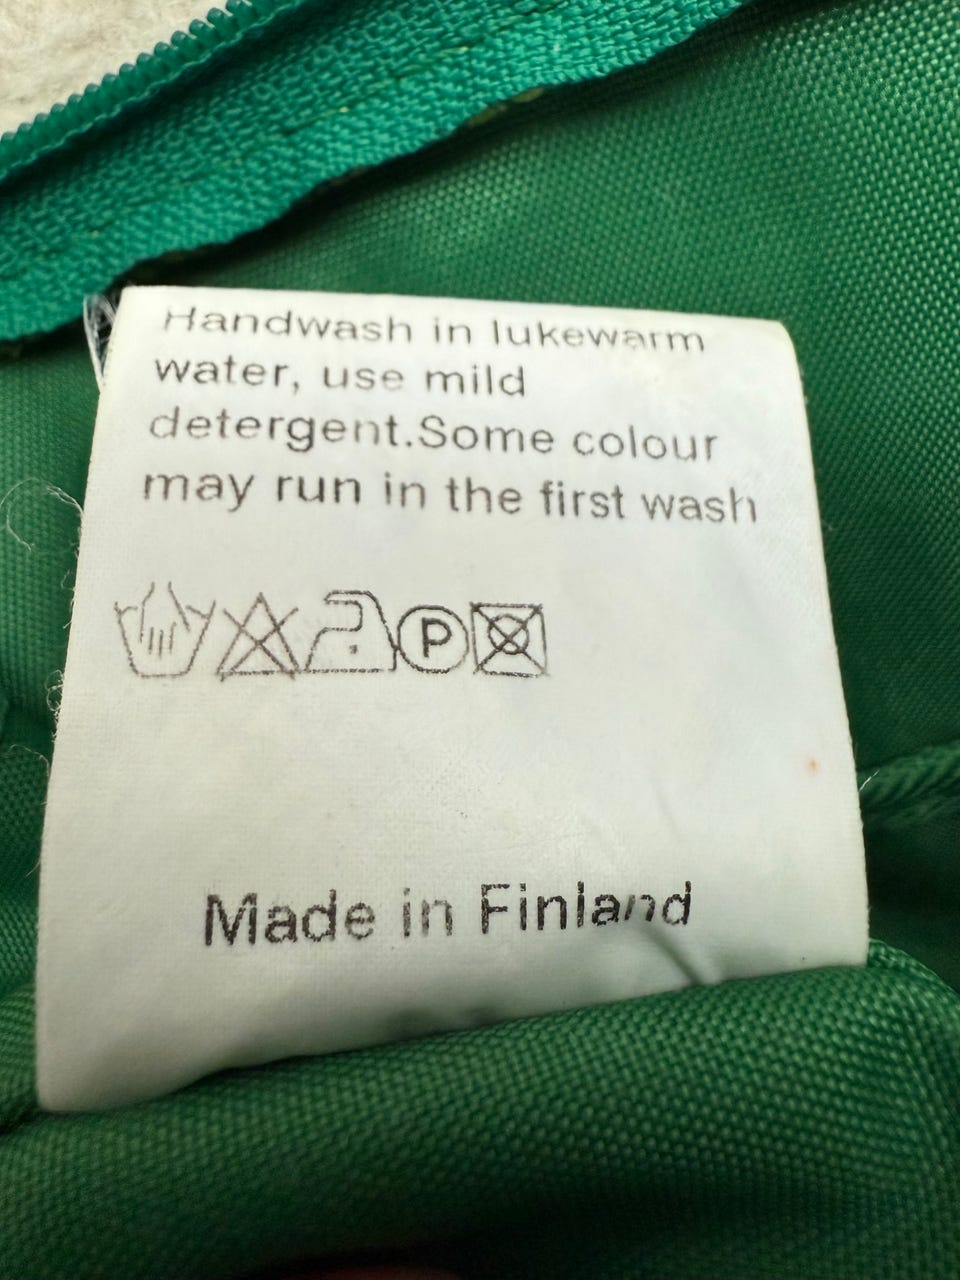 Handwash in lukewarm
water, use mild
detergent.Some colour
may run in the first wash
P
Made in Finland